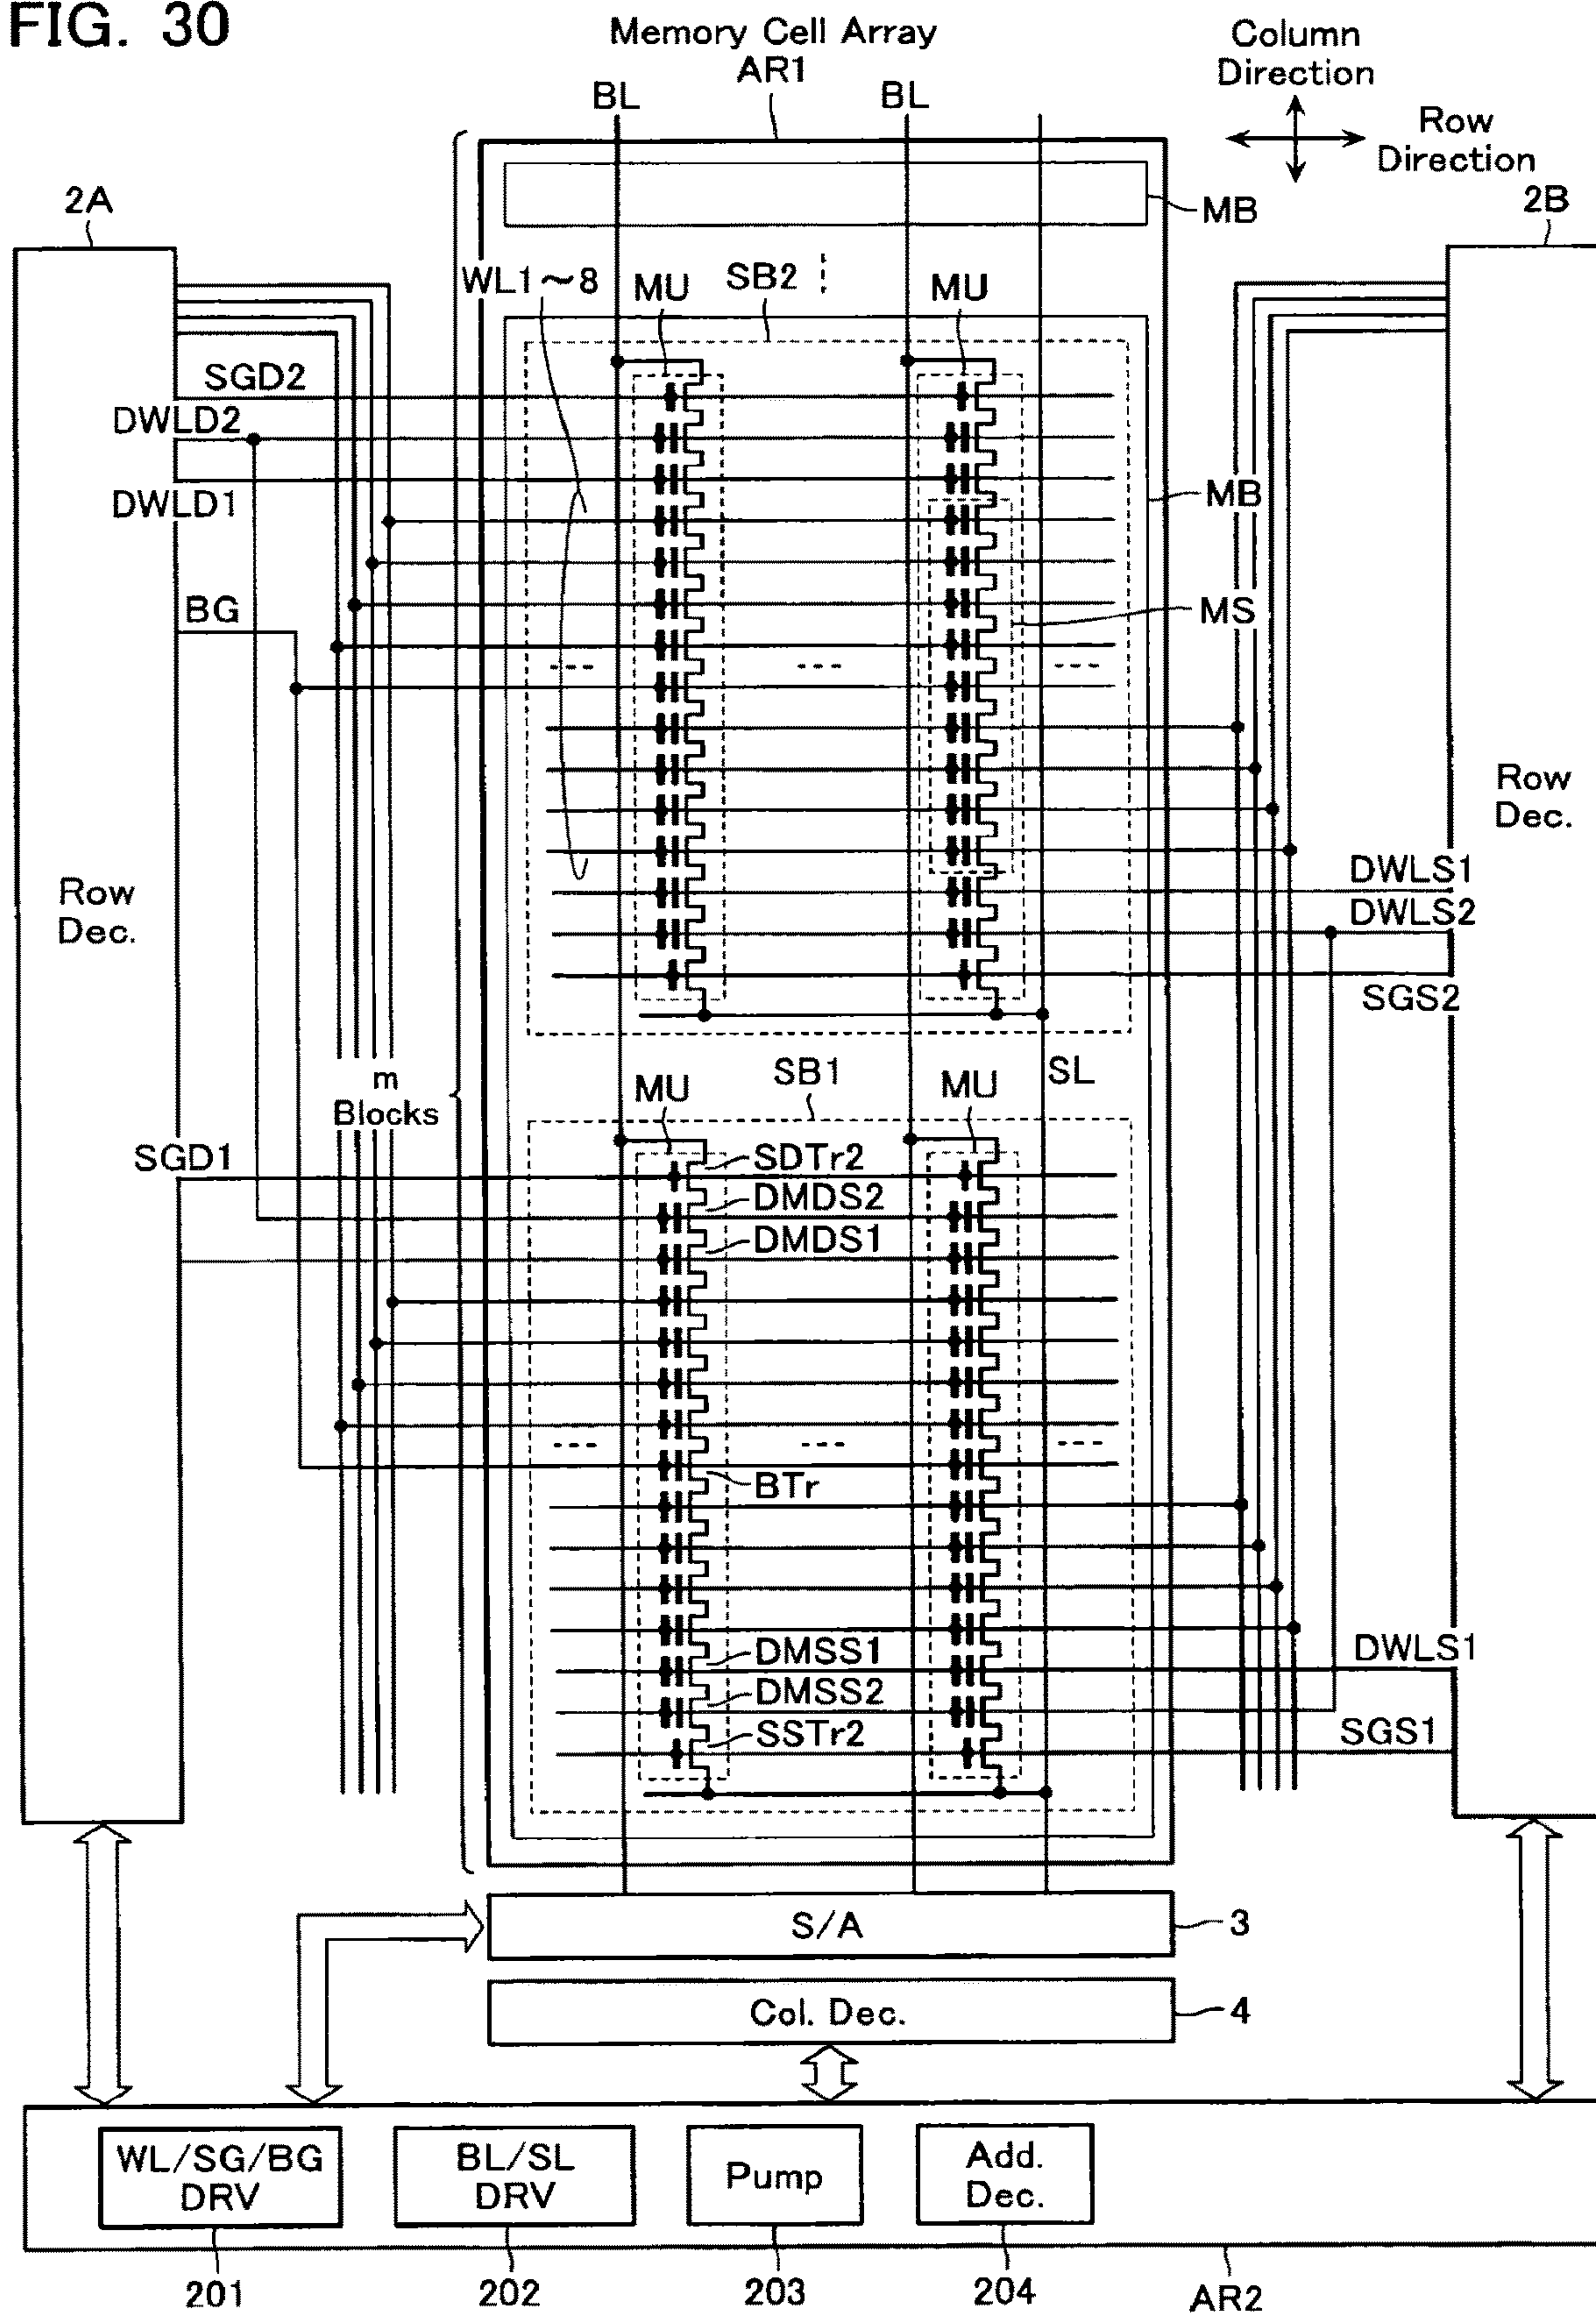 FIG. 30
Memory Cell Array
AR1
Column
Direction
Row
Direction
BL
BL
2A
2B
MB
WL1~8
MU
SB2
MU
SGD2
DWLD2
DWLD1
MB
BG
MS
Row
Dec.
Row
Dec.
DWLS1
DWLS2
SGS2
m
Blocks
MU
SB1
MU
SL
SGD1
SDTr2
DMDS2
DMDS1
BTr
DMSS1
DWLS1
DMSS2
SSTr2
SGS1
S/A
3
Col. Dec.
4
WL/SG/BG
DRV
BL/SL
DRV
Pump
Add.
Dec.
201
202
203
204
AR2